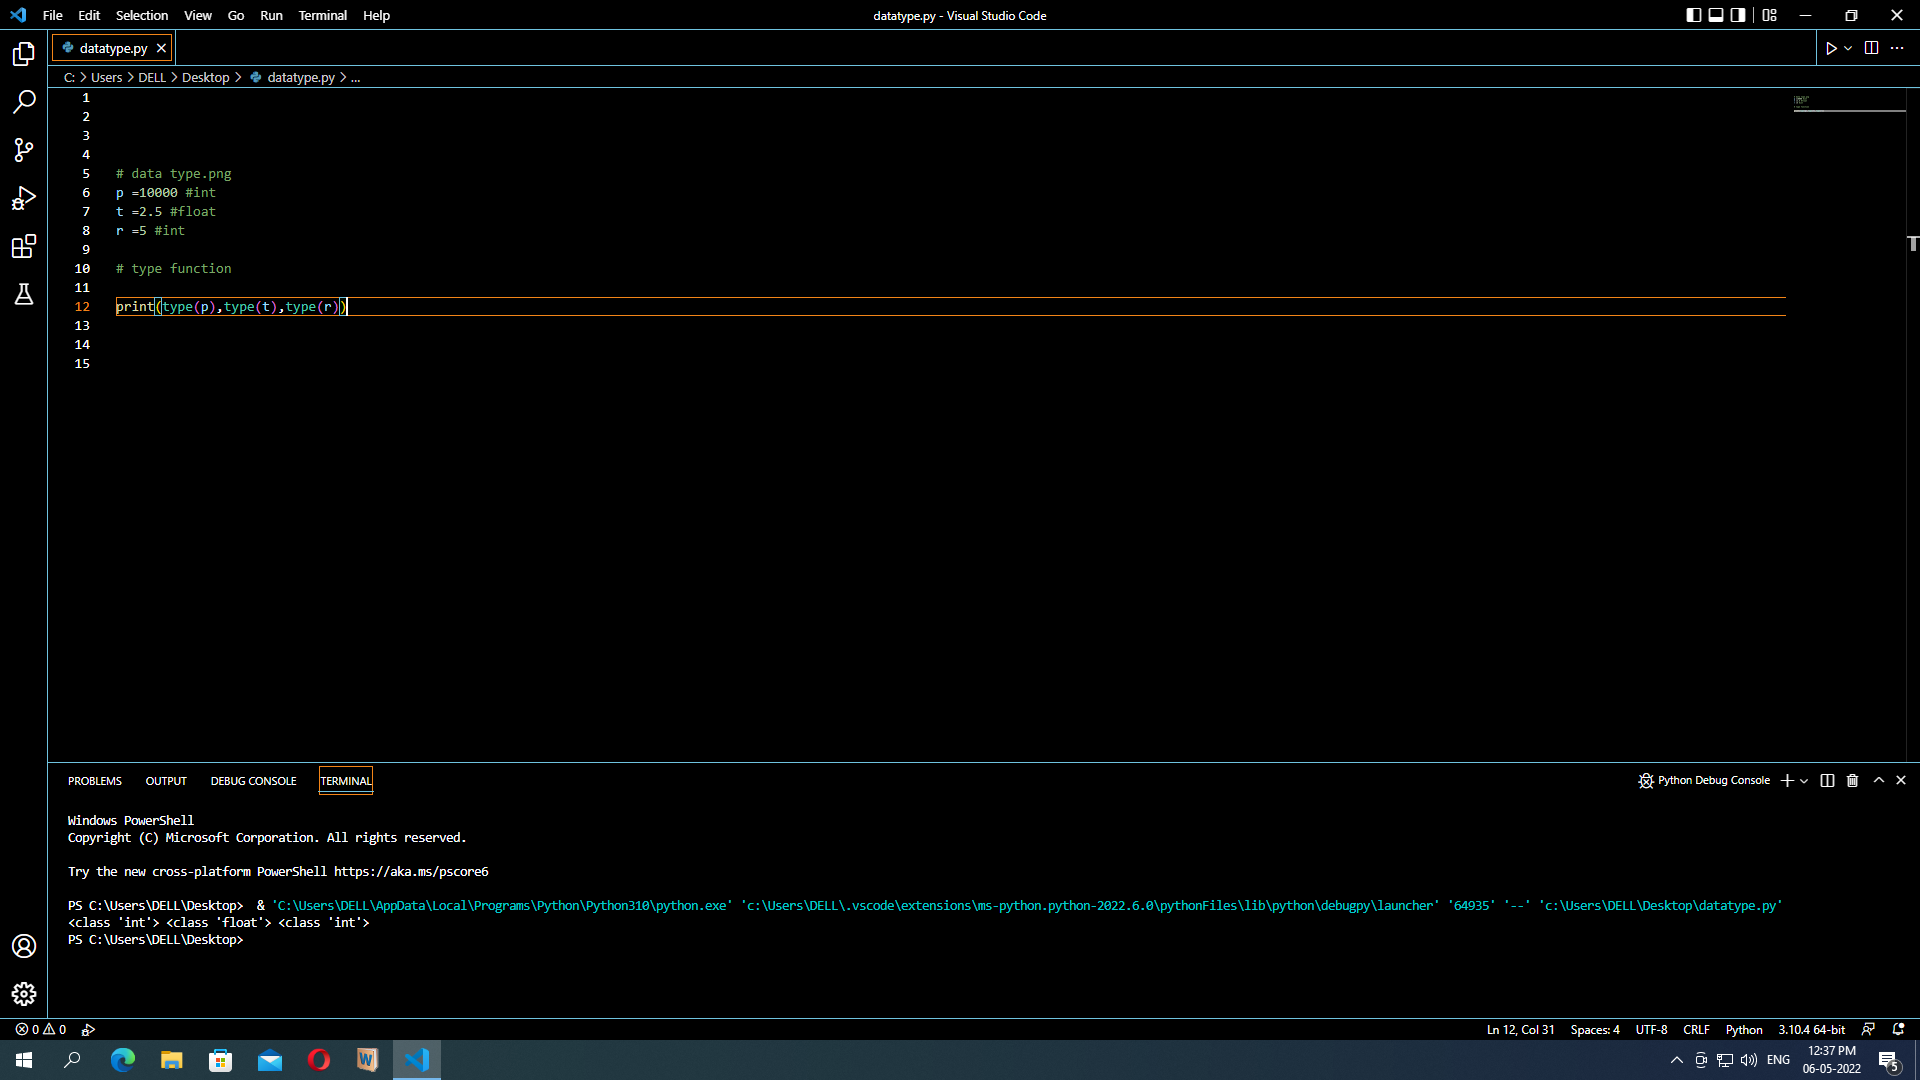 File Edit Selection View Go Run Terminal Help
datatype.py - Visual Studio Code
datatype.py
C: > Users > DELL > Desktop > datatype.py > ...
1
2
3
4
5 # data type.png
6 p =10000 #int
7 t =2.5 #float
8 r =5 #int
9
10 # type function
11
12 print(type(p),type(t),type(r))
13
14
15
PROBLEMS OUTPUT DEBUG CONSOLE TERMINAL
Python Debug Console
Windows PowerShell
Copyright (C) Microsoft Corporation. All rights reserved.
Try the new cross-platform PowerShell https://aka.ms/pscore6
PS C:\Users\DELL\Desktop>  & 'C:\Users\DELL\AppData\Local\Programs\Python\Python310\python.exe' 'c:\Users\DELL\.vscode\extensions\ms-python.python-2022.6.0\pythonFiles\lib\python\debugpy\launcher' '64935' '--' 'c:\Users\DELL\Desktop\datatype.py'
<class 'int'> <class 'float'> <class 'int'>
PS C:\Users\DELL\Desktop>
0 0
Ln 12, Col 31 Spaces: 4 UTF-8 CRLF Python 3.10.4 64-bit
W
ENG
12:37 PM
06-05-2022
5